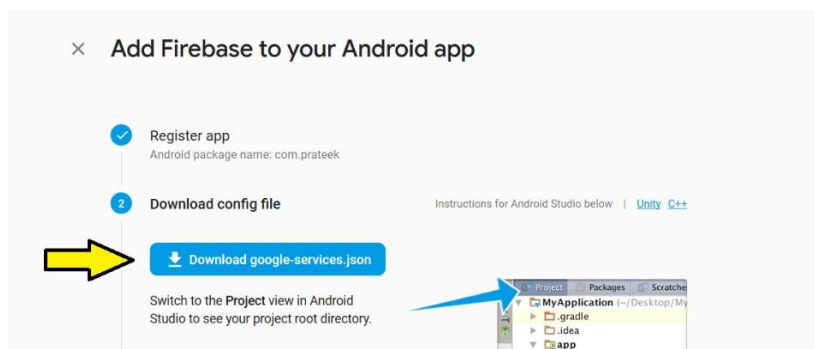 × Add Firebase to your Android app
Register app
Android package name: com.prateek
2 Download config file
Instructions for Android Studio below | Unity C++
Download google-services.json
Switch to the Project view in Android
Studio to see your project root directory.
Project Packages Scratche
MyApplication (~/Desktop/My
.gradle
.idea
app